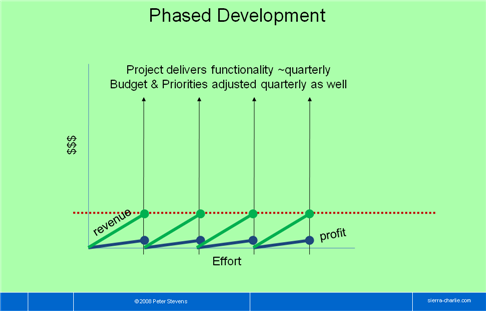 Phased Development
Project delivers functionality ~quarterly
Budget & Priorities adjusted quarterly as well
$$$
revenue
profit
Effort
©2008 Peter Stevens
sierra-charlie.com